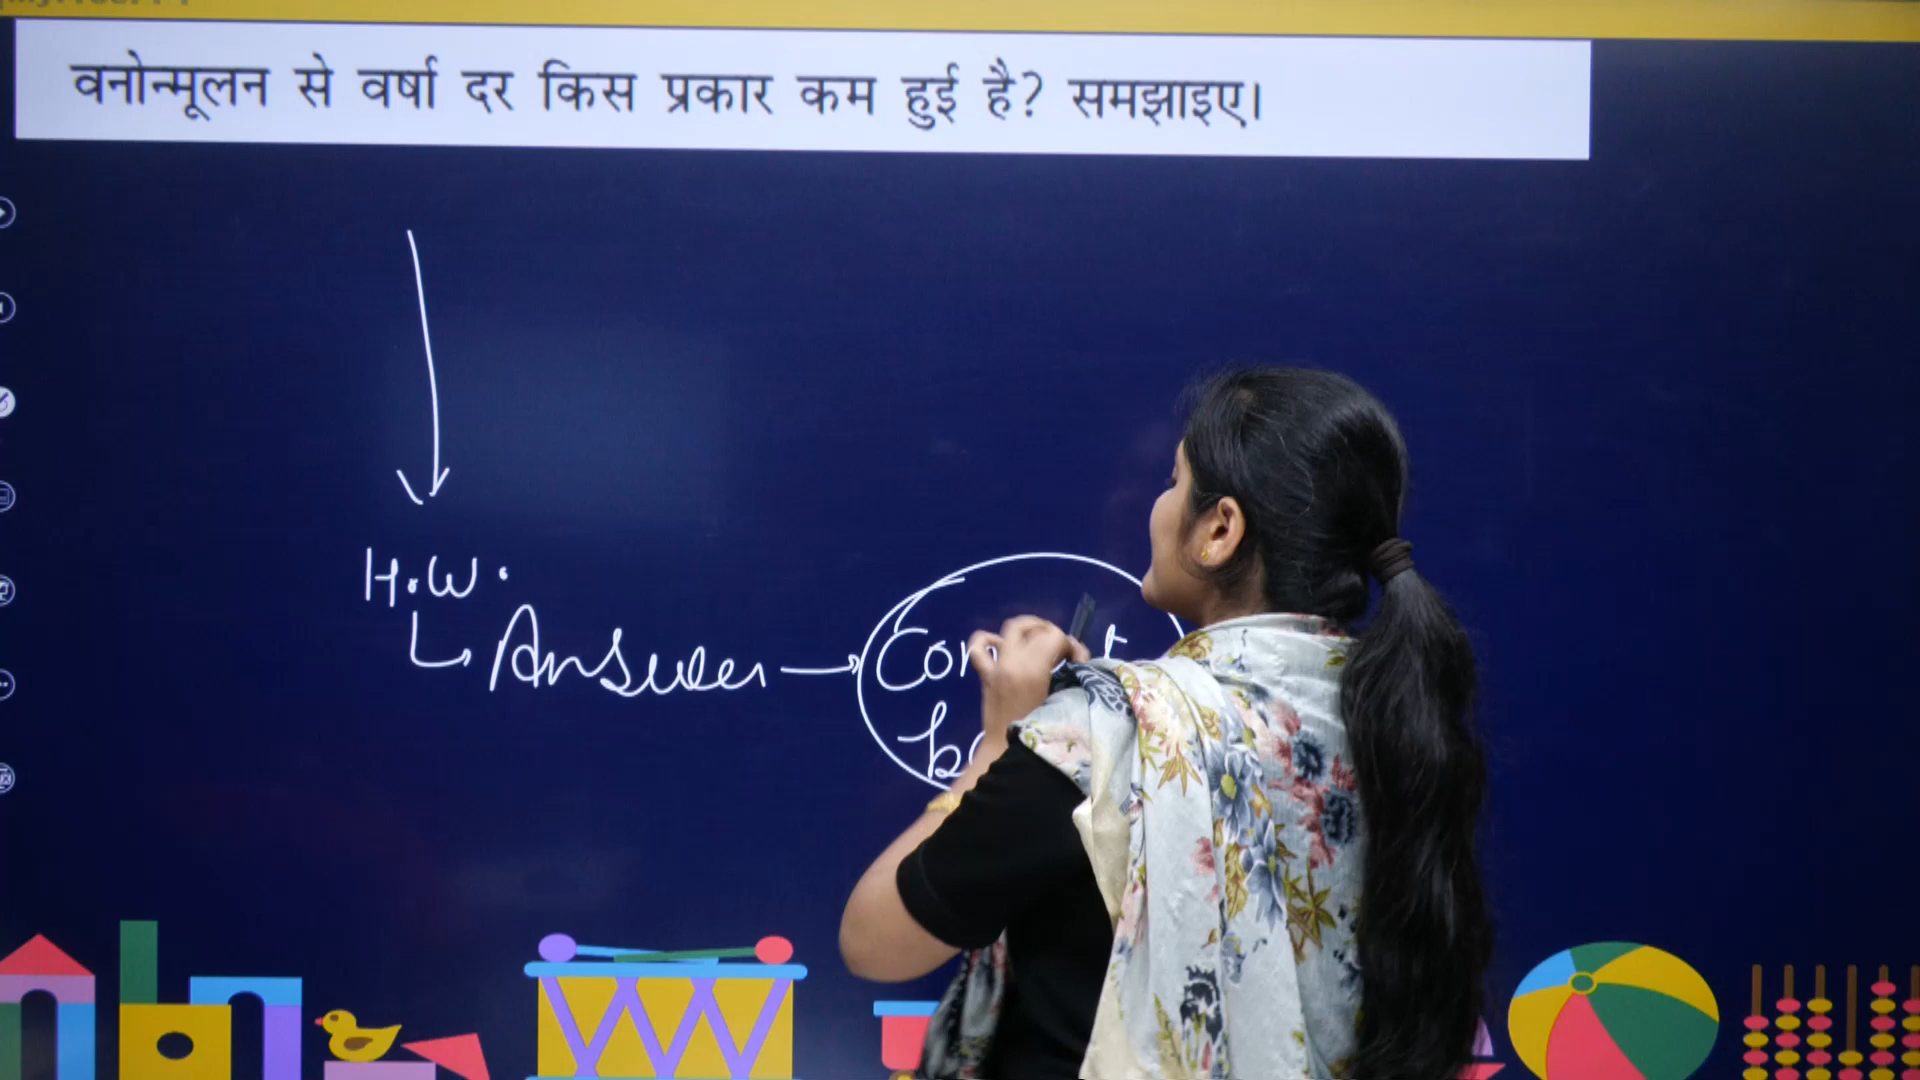 वनोन्मूलन से वर्षा दर किस प्रकार कम हुई है? समझाइए।
H.W.
Answer